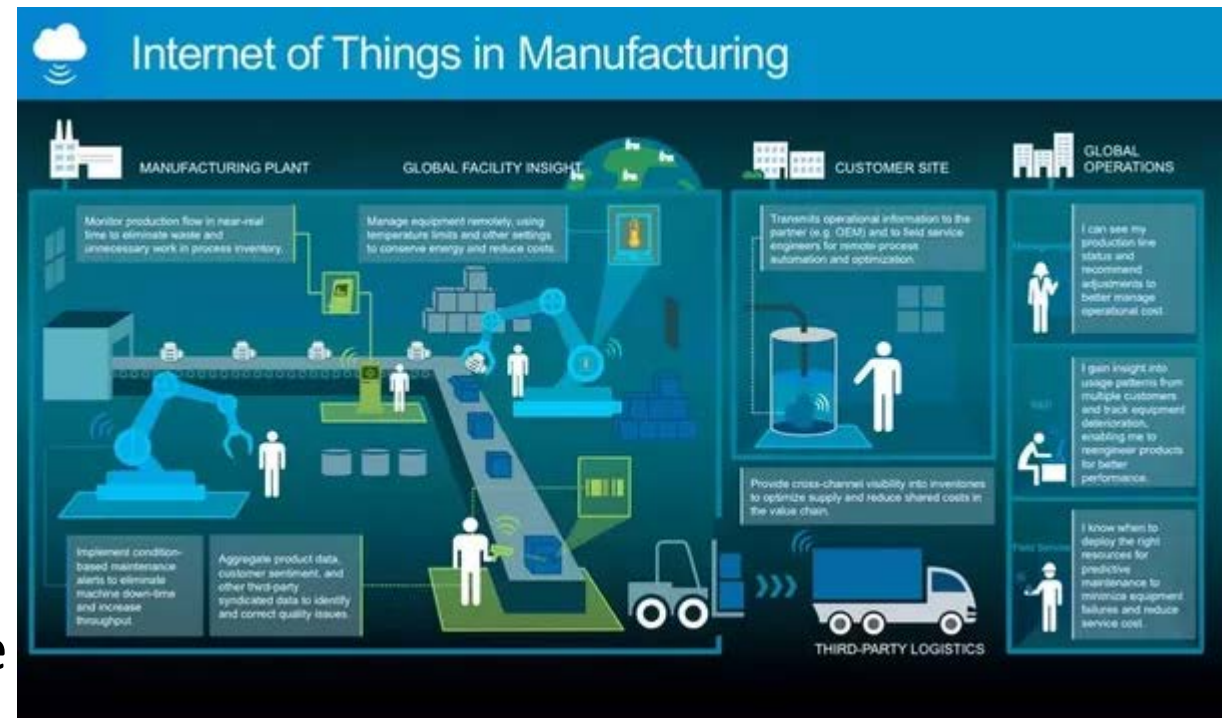 Internet of Things in Manufacturing
MANUFACTURING PLANT
GLOBAL FACILITY INSIGHT
CUSTOMER SITE
GLOBAL
OPERATIONS
Monitor production flow in near-real
time to eliminate waste and
unnecessary work in process inventory.
Manage equipment remotely, using
temperature limits and other settings
to conserve energy and reduce costs.
Transmits operational information to the
partner (e.g. OEM) and to field service
engineers for remote process
automation and optimization.
Management
I can see my
production line
status and
recommend
adjustments to
better manage
operational cost.
R&D
I gain insight into
usage patterns from
multiple customers
and track equipment
deterioration,
enabling me to
reengineer products
for better
performance.
Provide cross-channel visibility into inventories
to optimize supply and reduce shared costs in
the value chain.
Implement condition-
based maintenance
alerts to eliminate
machine down-time
and increase
throughput.
Aggregate product data,
customer sentiment, and
other third-party
syndicated data to identify
and correct quality issues.
Field Service
I know when to
deploy the right
resources for
predictive
maintenance to
minimize equipment
failures and reduce
service cost.
THIRD-PARTY LOGISTICS
e